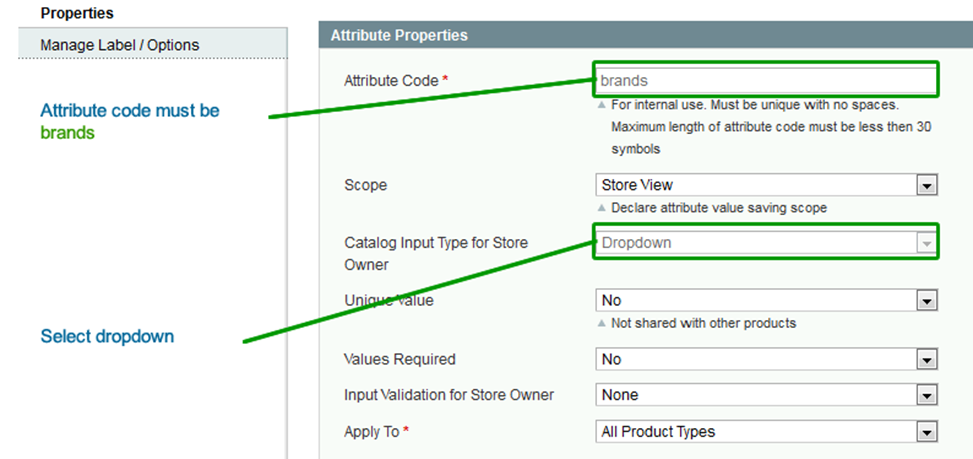 Properties
Manage Label / Options
Attribute code must be
brands
Select dropdown
Attribute Properties
Attribute Code *
brands
For internal use. Must be unique with no spaces.
Maximum length of attribute code must be less then 30
symbols
Scope
Store View
Declare attribute value saving scope
Catalog Input Type for Store
Owner
Dropdown
Unique Value
No
Not shared with other products
Values Required
No
Input Validation for Store Owner
None
Apply To *
All Product Types